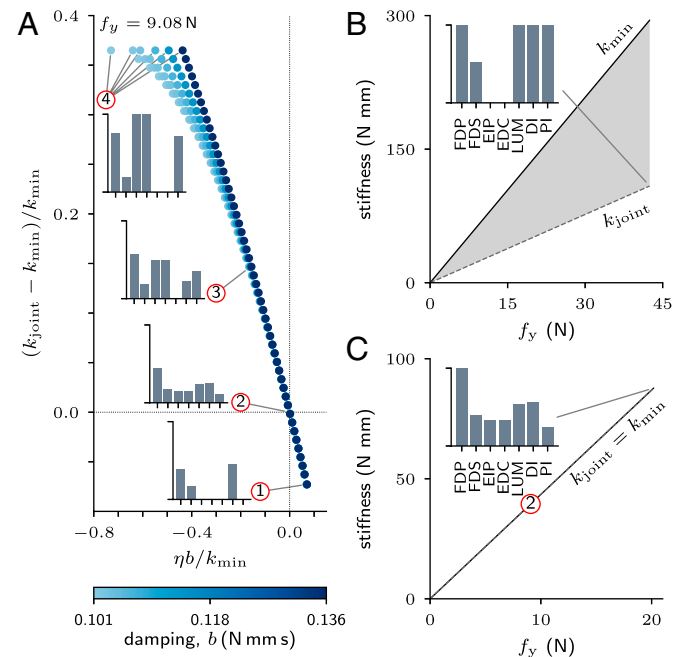 A
f_y = 9.08 N
0.4
0.2
0.0
(k_joint − k_min)/k_min
4
3
2
1
−0.8
−0.4
0.0
ηb/k_min
0.101
0.118
0.136
damping, b (N mm s)
B
300
150
0
stiffness (N mm)
FDP
FDS
EIP
EDC
LUM
DI
PI
k_min
k_joint
0
15
30
45
f_y (N)
C
100
50
0
stiffness (N mm)
FDP
FDS
EIP
EDC
LUM
DI
PI
k_joint = k_min
2
0
10
20
f_y (N)